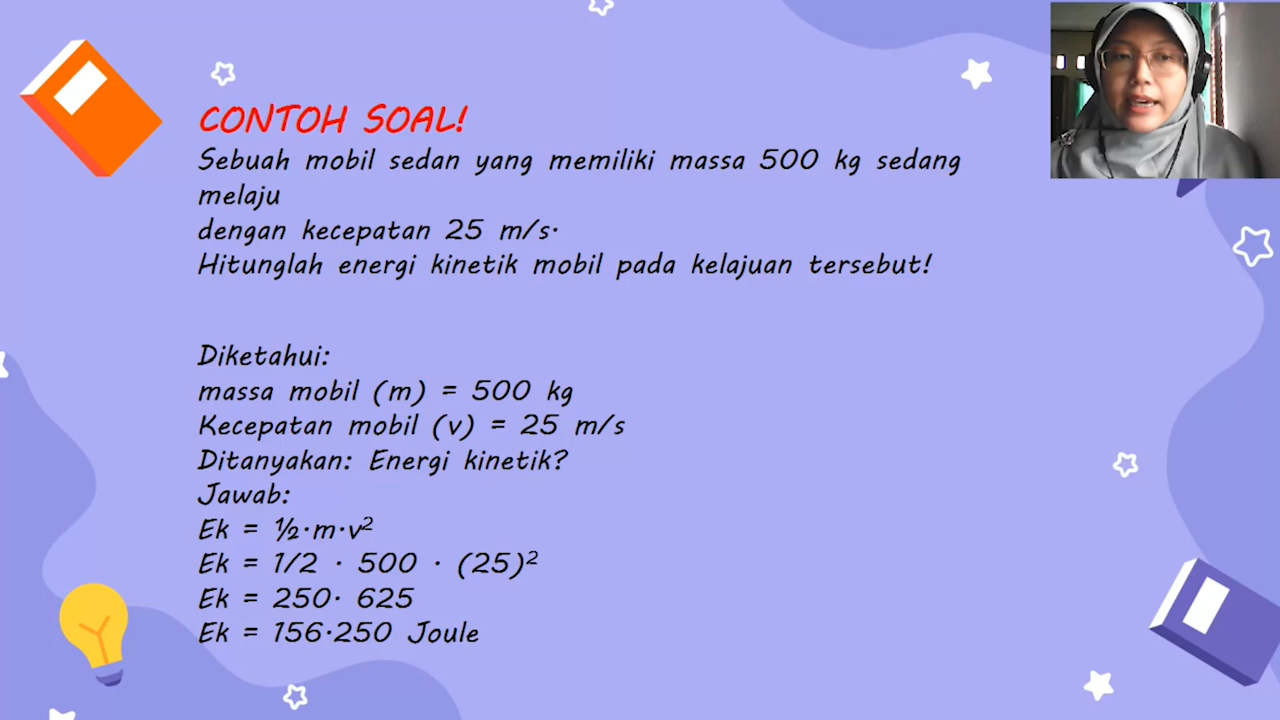 CONTOH SOAL!
Sebuah mobil sedan yang memiliki massa 500 kg sedang
melaju
dengan kecepatan 25 m/s·
Hitunglah energi kinetik mobil pada kelajuan tersebut!
Diketahui:
massa mobil (m) = 500 kg
Kecepatan mobil (v) = 25 m/s
Ditanyakan: Energi kinetik?
Jawab:
Ek = ½·m·v²
Ek = 1/2 · 500 · (25)²
Ek = 250· 625
Ek = 156·250 Joule